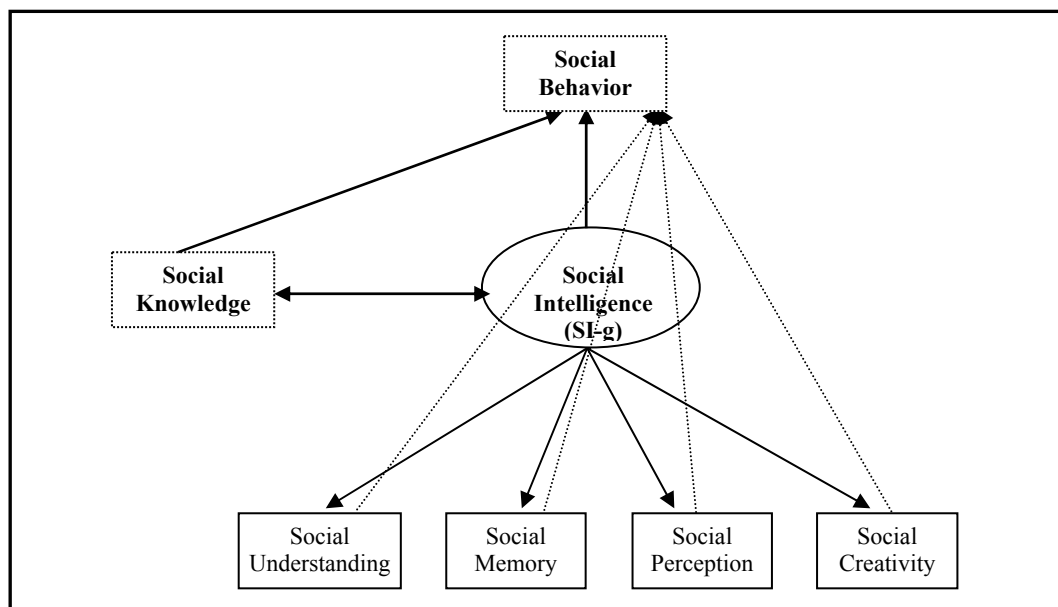 Social
Behavior
Social
Knowledge
Social
Intelligence
(SI-g)
Social
Understanding
Social
Memory
Social
Perception
Social
Creativity